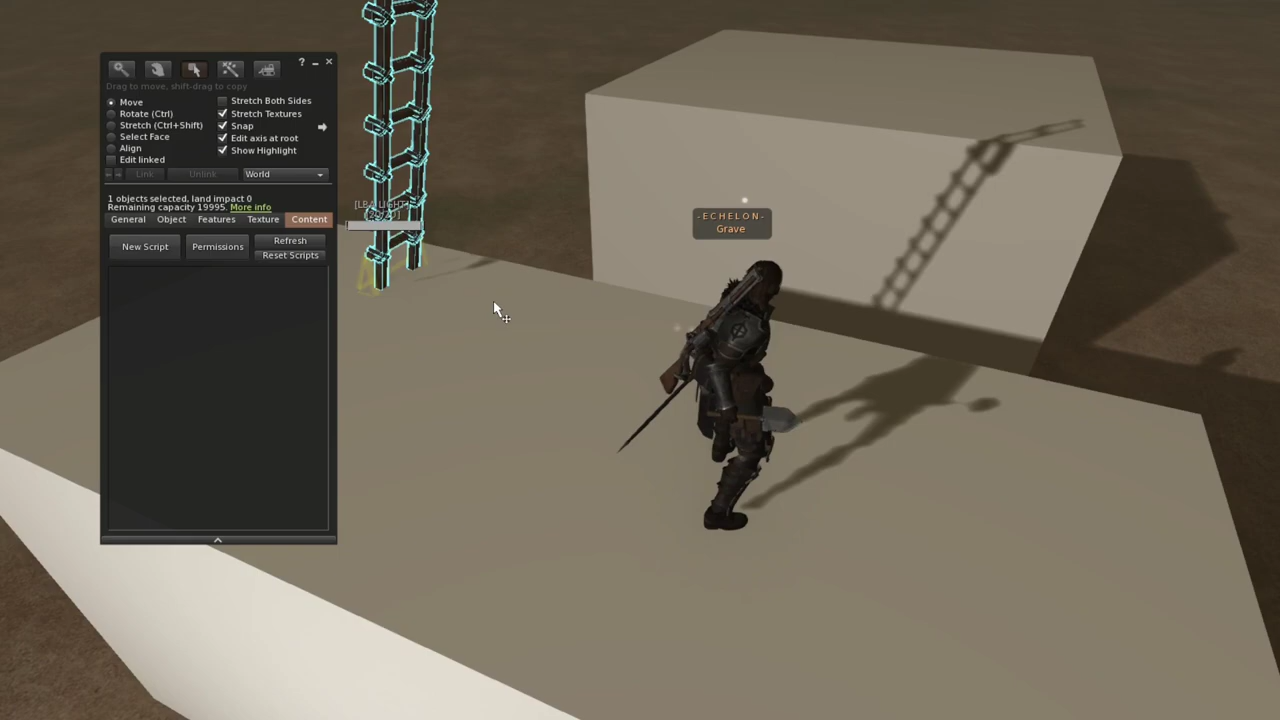 ?
Drag to move, shift-drag to copy
Move
Rotate (Ctrl)
Stretch (Ctrl+Shift)
Select Face
Align
Edit linked
Stretch Both Sides
Stretch Textures
Snap
Edit axis at root
Show Highlight
Link
Unlink
World
1 objects selected, land impact 0
Remaining capacity 19995. More info
General Object Features Texture Content
New Script
Permissions
Refresh
Reset Scripts
-ECHELON-
Grave